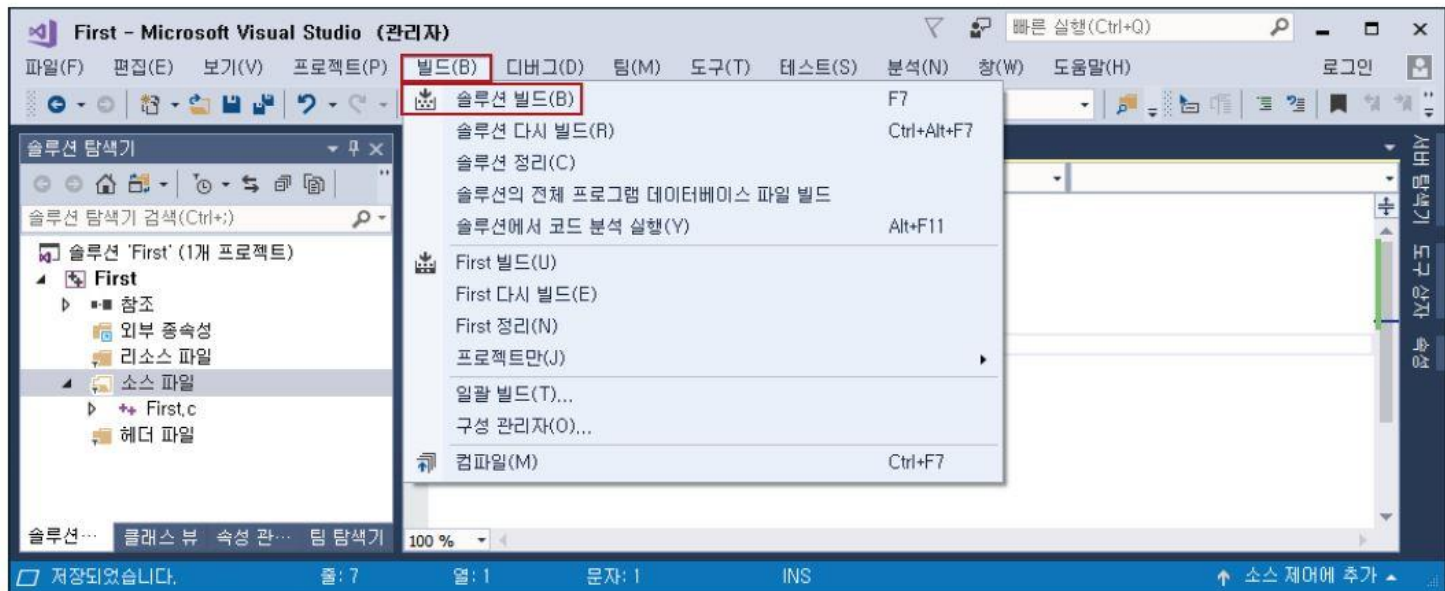 First - Microsoft Visual Studio (관리자)
빠른 실행(Ctrl+Q)
파일(F) 편집(E) 보기(V) 프로젝트(P) 빌드(B) 디버그(D) 팀(M) 도구(T) 테스트(S) 분석(N) 창(W) 도움말(H) 로그인
솔루션 빌드(B) F7
솔루션 다시 빌드(R) Ctrl+Alt+F7
솔루션 정리(C)
솔루션의 전체 프로그램 데이터베이스 파일 빌드
솔루션에서 코드 분석 실행(Y) Alt+F11
First 빌드(U)
First 다시 빌드(E)
First 정리(N)
프로젝트만(J)
일괄 빌드(T)...
구성 관리자(O)...
컴파일(M) Ctrl+F7
솔루션 탐색기
솔루션 탐색기 검색(Ctrl+;)
솔루션 'First' (1개 프로젝트)
First
참조
외부 종속성
리소스 파일
소스 파일
First.c
헤더 파일
솔루션… 클래스 뷰 속성 관… 팀 탐색기
100 %
서버 탐색기
도구 상자
속성
저장되었습니다. 줄: 7 열: 1 문자: 1 INS 소스 제어에 추가